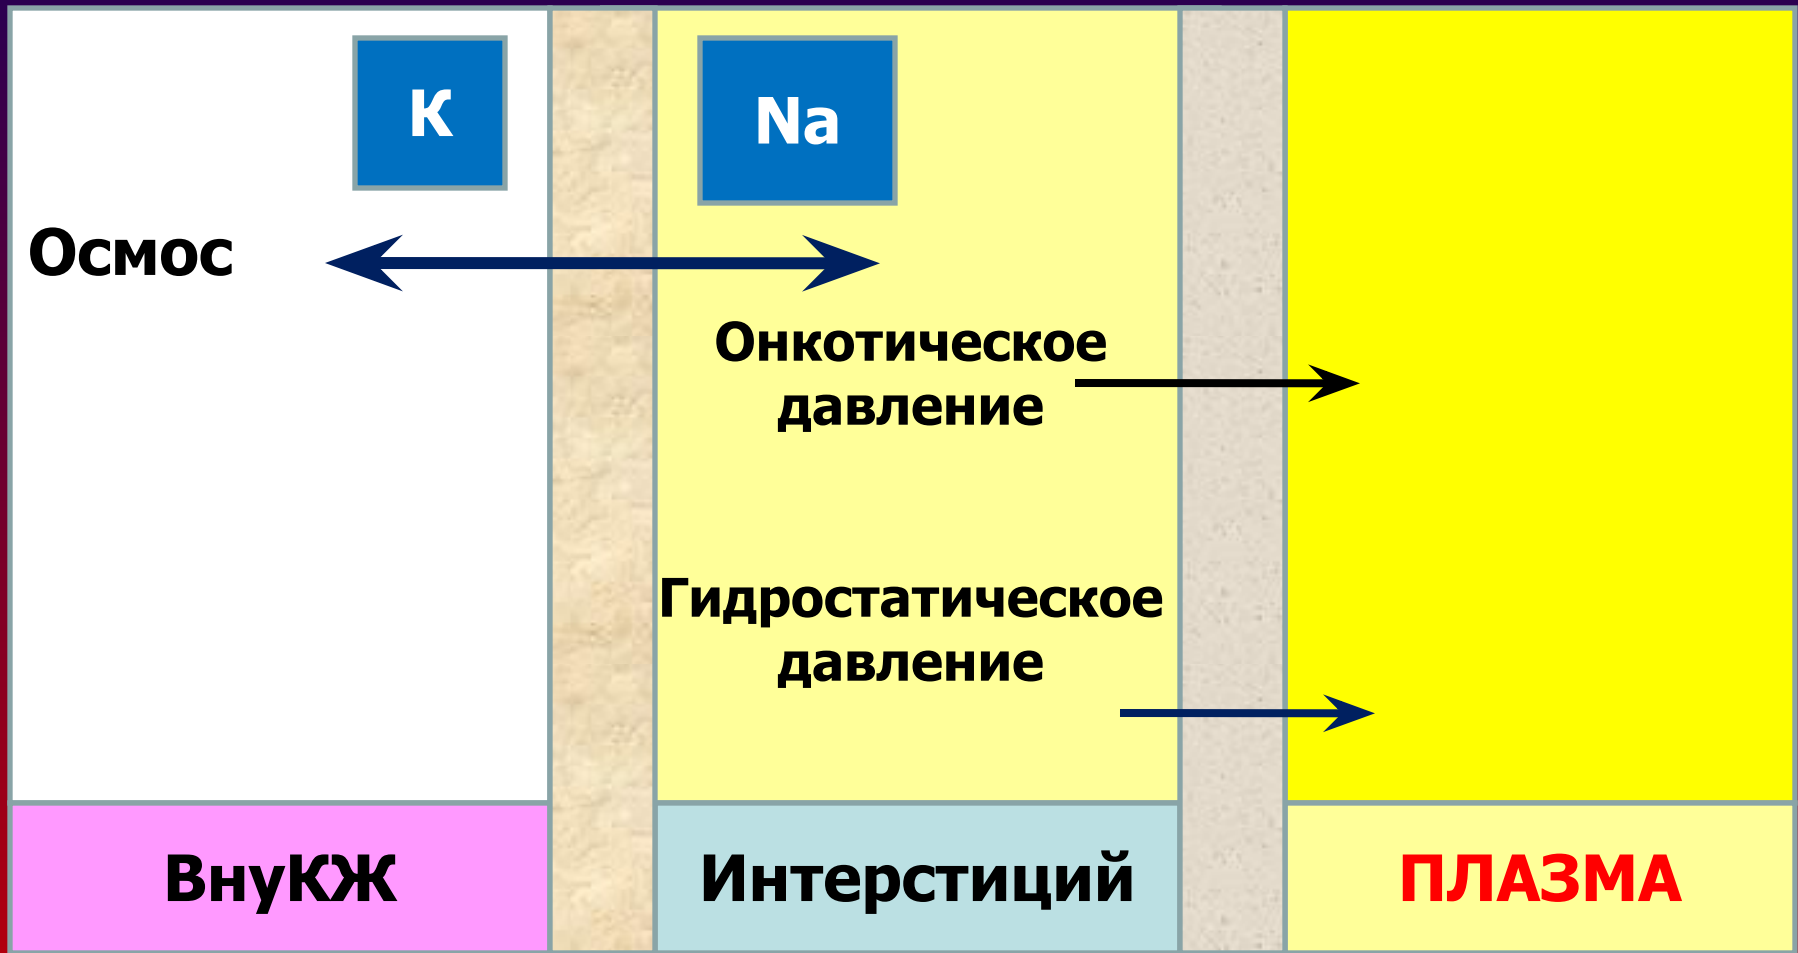 К
Na
Осмос
Онкотическое
давление
Гидростатическое
давление
ВнуКЖ
Интерстиций
ПЛАЗМА